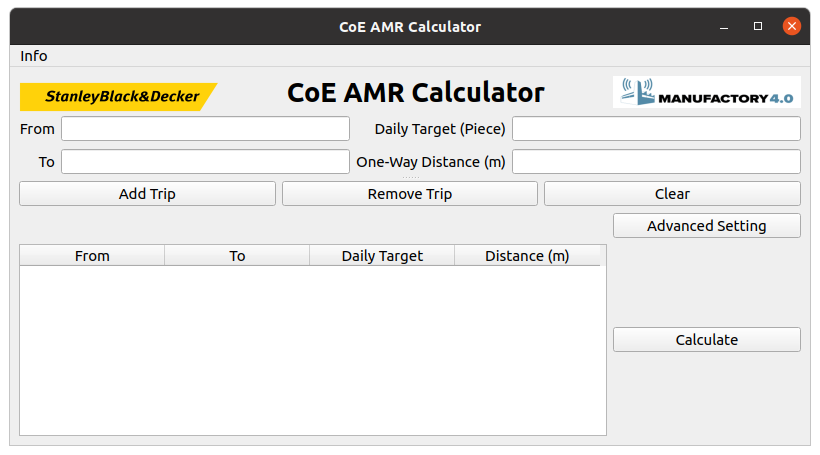 CoE AMR Calculator
Info
StanleyBlack&Decker
CoE AMR Calculator
MANUFACTORY 4.0
From
Daily Target (Piece)
To
One-Way Distance (m)
Add Trip
Remove Trip
Clear
Advanced Setting
From To Daily Target Distance (m)
Calculate